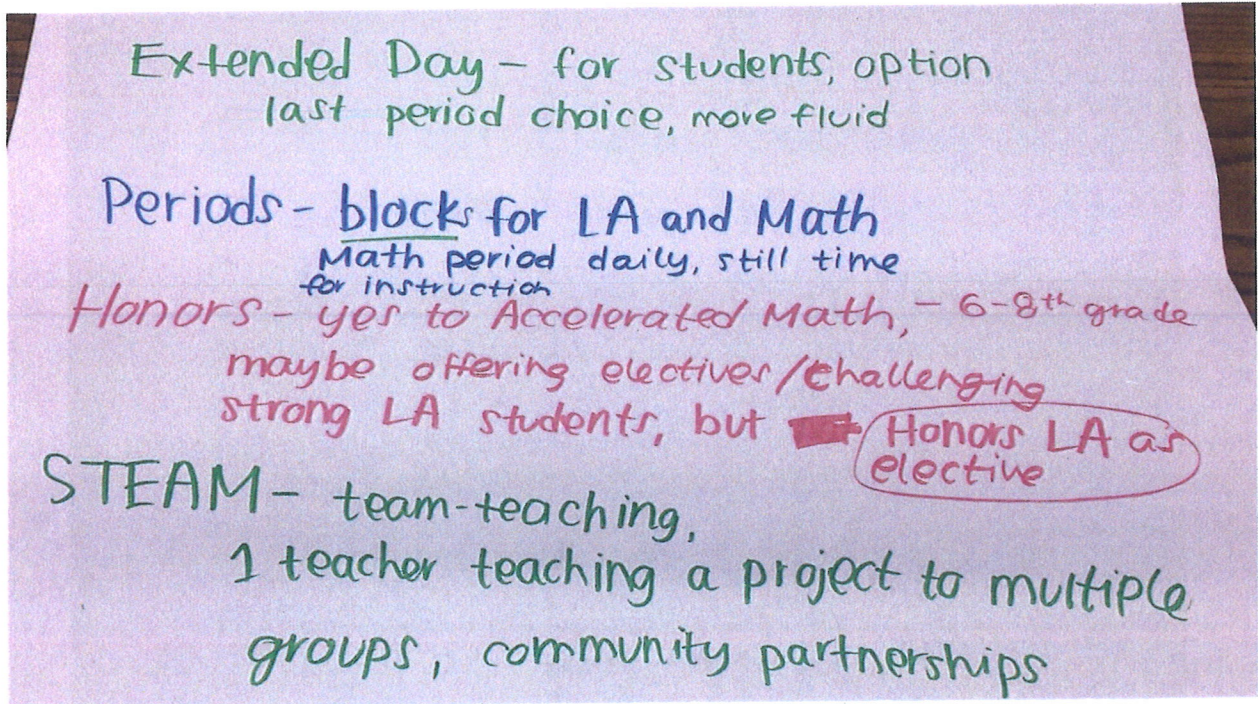 Extended Day - for students, option
last period choice, more fluid
Periods - blocks for LA and Math
Math period daily, still time
for instruction
Honors - yes to Accelerated Math, - 6-8th grade
maybe offering electives/challenging
strong LA students, but Honors LA as
elective
STEAM - team-teaching,
1 teacher teaching a project to multiple
groups, community partnerships